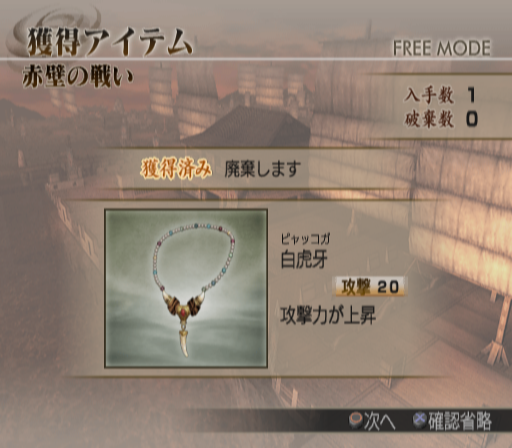 獲得アイテム
FREE MODE
赤壁の戦い
入手数 1
破棄数 0
獲得済み 廃棄します
ビャッコガ
白虎牙
攻撃 20
攻撃力が上昇
次へ 確認省略